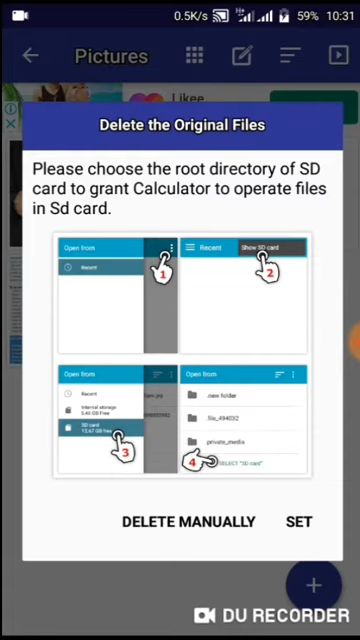 0.5K/s 59% 10:31
Pictures
Likee
Delete the Original Files
Please choose the root directory of SD
card to grant Calculator to operate files
in Sd card.
Open from
Recent
1
Recent Show SD card
2
Open from
Recent
Internal storage
SD card
3
Open from
.new folder
.file_494032
.private_media
4 SELECT "SD card"
DELETE MANUALLY SET
+
DU RECORDER